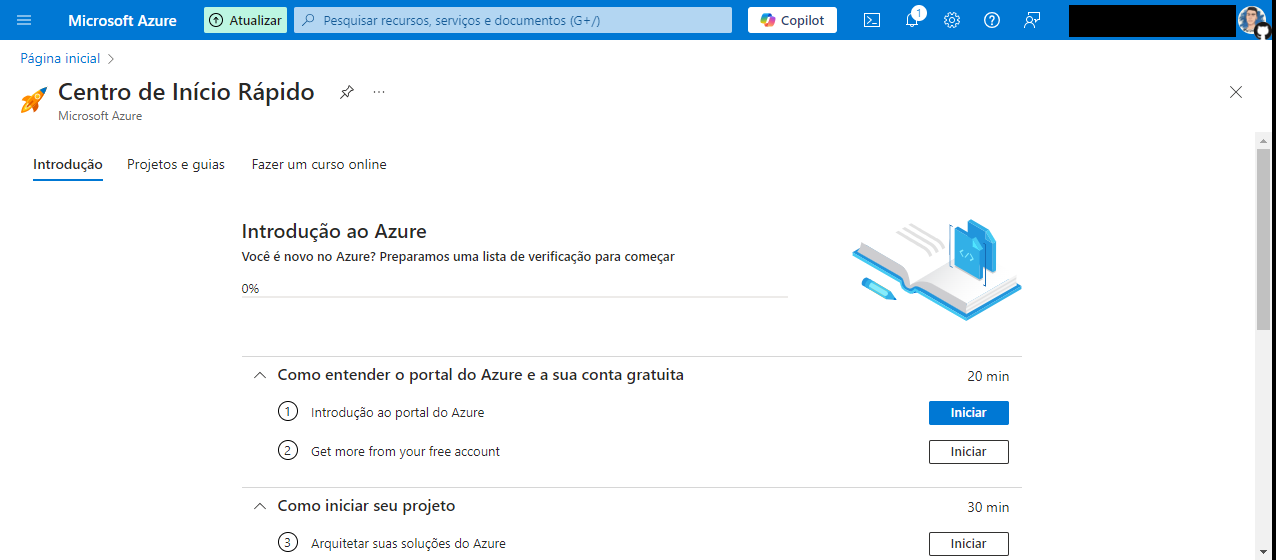 Microsoft Azure
Atualizar
Pesquisar recursos, serviços e documentos (G+/)
Copilot
1
Página inicial
Centro de Início Rápido
Microsoft Azure
Introdução
Projetos e guias
Fazer um curso online
Introdução ao Azure
Você é novo no Azure? Preparamos uma lista de verificação para começar
0%
Como entender o portal do Azure e a sua conta gratuita
20 min
1 Introdução ao portal do Azure
Iniciar
2 Get more from your free account
Iniciar
Como iniciar seu projeto
30 min
3 Arquitetar suas soluções do Azure
Iniciar